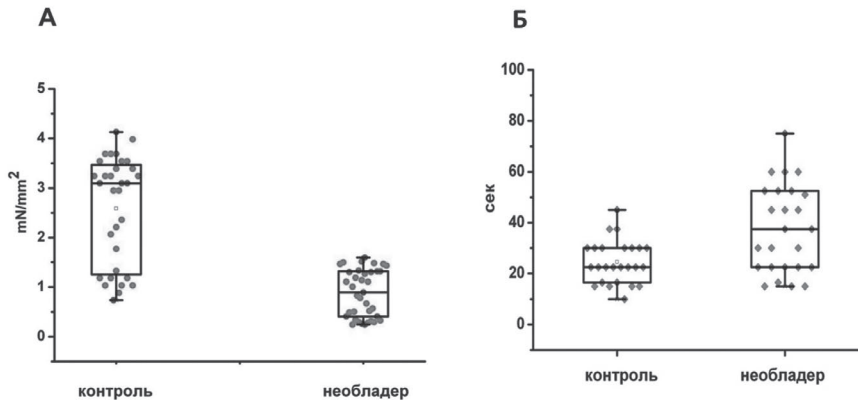 А
5
4
3
2
1
0
mN/mm²
контроль
необладер
Б
100
80
60
40
20
0
сек
контроль
необладер